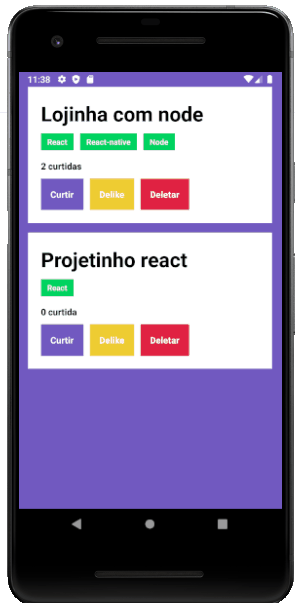 11:38
Lojinha com node
React React-native Node
2 curtidas
Curtir Delike Deletar
Projetinho react
React
0 curtida
Curtir Delike Deletar